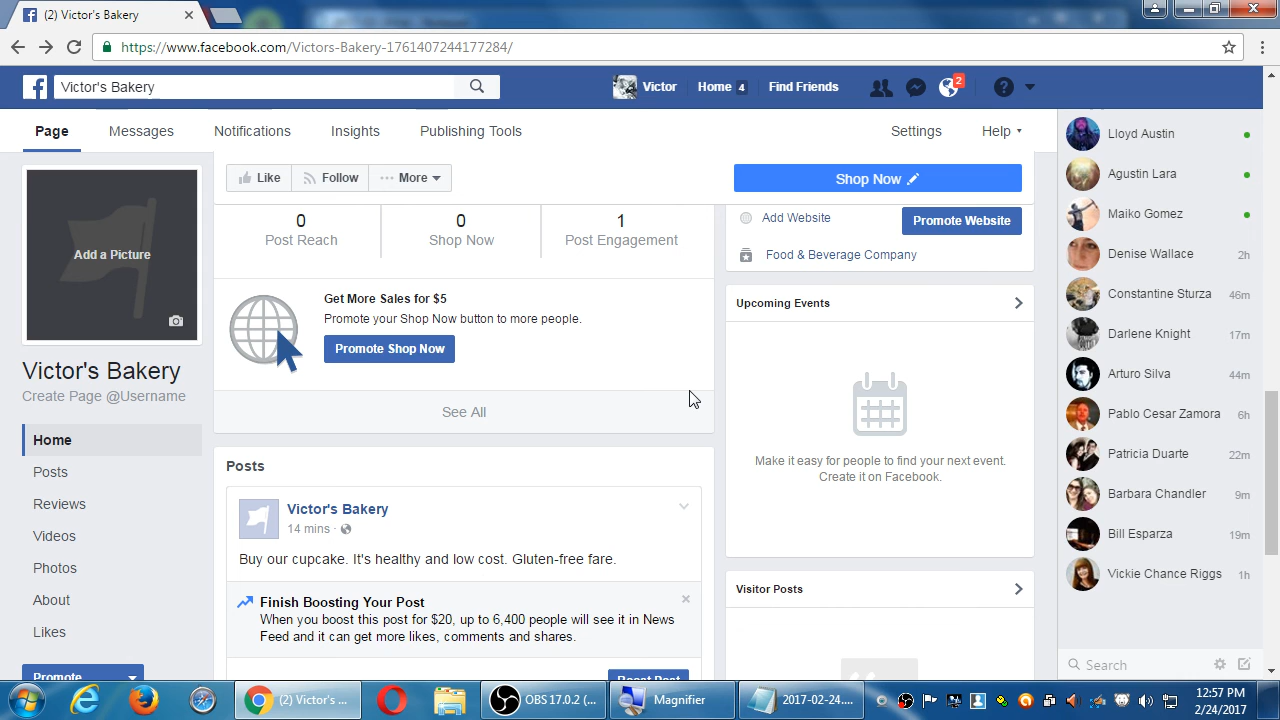 (2) Victor's Bakery
https://www.facebook.com/Victors-Bakery-1761407244177284/
Victor's Bakery
Victor
Home 4
Find Friends
2
Page
Messages
Notifications
Insights
Publishing Tools
Settings
Help
Like
Follow
More
Shop Now
Add a Picture
Victor's Bakery
Create Page @Username
Home
Posts
Reviews
Videos
Photos
About
Likes
Promote
0
Post Reach
0
Shop Now
1
Post Engagement
Get More Sales for $5
Promote your Shop Now button to more people.
Promote Shop Now
See All
Posts
Victor's Bakery
14 mins
Buy our cupcake. It's healthy and low cost. Gluten-free fare.
Finish Boosting Your Post
When you boost this post for $20, up to 6,400 people will see it in News
Feed and it can get more likes, comments and shares.
Boost Post
Add Website
Promote Website
Food & Beverage Company
Upcoming Events
Make it easy for people to find your next event.
Create it on Facebook.
Visitor Posts
Lloyd Austin
Agustin Lara
Maiko Gomez
Denise Wallace 2h
Constantine Sturza 46m
Darlene Knight 17m
Arturo Silva 44m
Pablo Cesar Zamora 6h
Patricia Duarte 22m
Barbara Chandler 9m
Bill Esparza 19m
Vickie Chance Riggs 1h
Search
(2) Victor's ...
OBS 17.0.2 (...
Magnifier
2017-02-24....
12:57 PM
2/24/2017